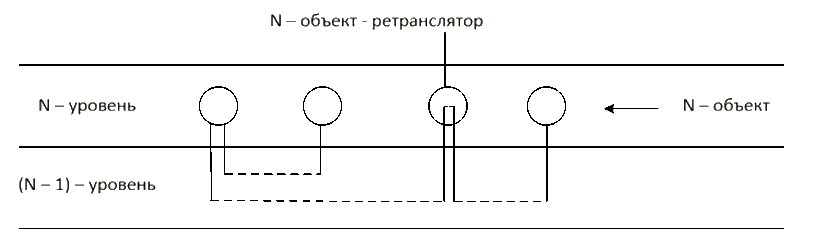 N – объект - ретранслятор
N – уровень
N – объект
(N – 1) – уровень